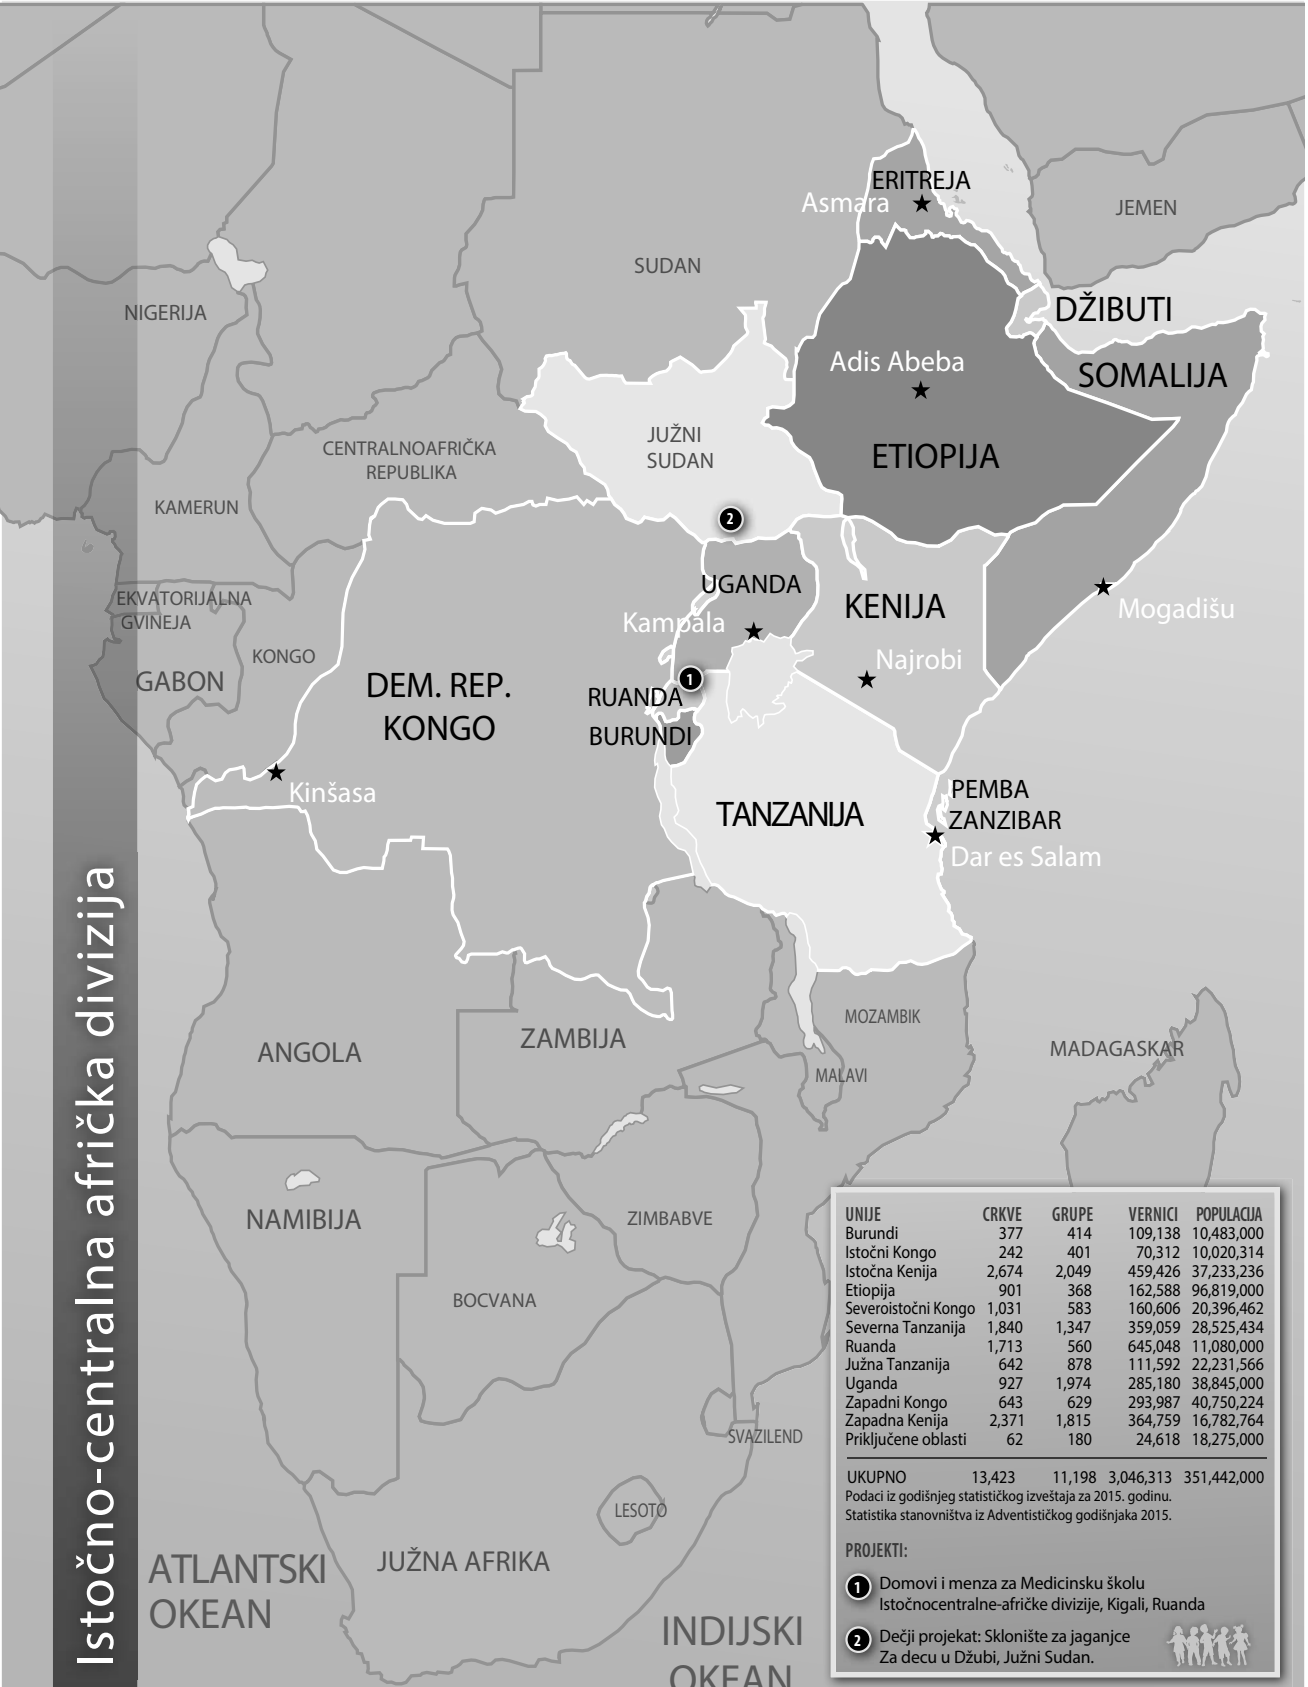 Istočno-centralna afrička divizija
ERITREJA
Asmara
JEMEN
SUDAN
NIGERIJA
DŽIBUTI
Adis Abeba
SOMALIJA
JUŽNI
SUDAN
CENTRALNOAFRIČKA
REPUBLIKA
ETIOPIJA
KAMERUN
2
UGANDA
EKVATORIJALNA
GVINEJA
KENIJA
Mogadišu
Kampala
KONGO
Najrobi
GABON
1
DEM. REP.
KONGO
RUANDA
BURUNDI
Kinšasa
PEMBA
ZANZIBAR
TANZANIJA
Dar es Salam
MOZAMBIK
ZAMBIJA
ANGOLA
MADAGASKAR
MALAVI
NAMIBIJA
ZIMBABVE
BOCVANA
SVAZILEND
LESOTO
JUŽNA AFRIKA
ATLANTSKI
OKEAN
INDIJSKI
OKEAN
UNIJE CRKVE GRUPE VERNICI POPULACIJA
Burundi 377 414 109,138 10,483,000
Istočni Kongo 242 401 70,312 10,020,314
Istočna Kenija 2,674 2,049 459,426 37,233,236
Etiopija 901 368 162,588 96,819,000
Severoistočni Kongo 1,031 583 160,606 20,396,462
Severna Tanzanija 1,840 1,347 359,059 28,525,434
Ruanda 1,713 560 645,048 11,080,000
Južna Tanzanija 642 878 111,592 22,231,566
Uganda 927 1,974 285,180 38,845,000
Zapadni Kongo 643 629 293,987 40,750,224
Zapadna Kenija 2,371 1,815 364,759 16,782,764
Priključene oblasti 62 180 24,618 18,275,000
UKUPNO 13,423 11,198 3,046,313 351,442,000
Podaci iz godišnjeg statističkog izveštaja za 2015. godinu.
Statistika stanovništva iz Adventističkog godišnjaka 2015.
PROJEKTI:
1 Domovi i menza za Medicinsku školu
Istočnocentralne-afričke divizije, Kigali, Ruanda
2 Dečji projekat: Sklonište za jaganjce
Za decu u Džubi, Južni Sudan.